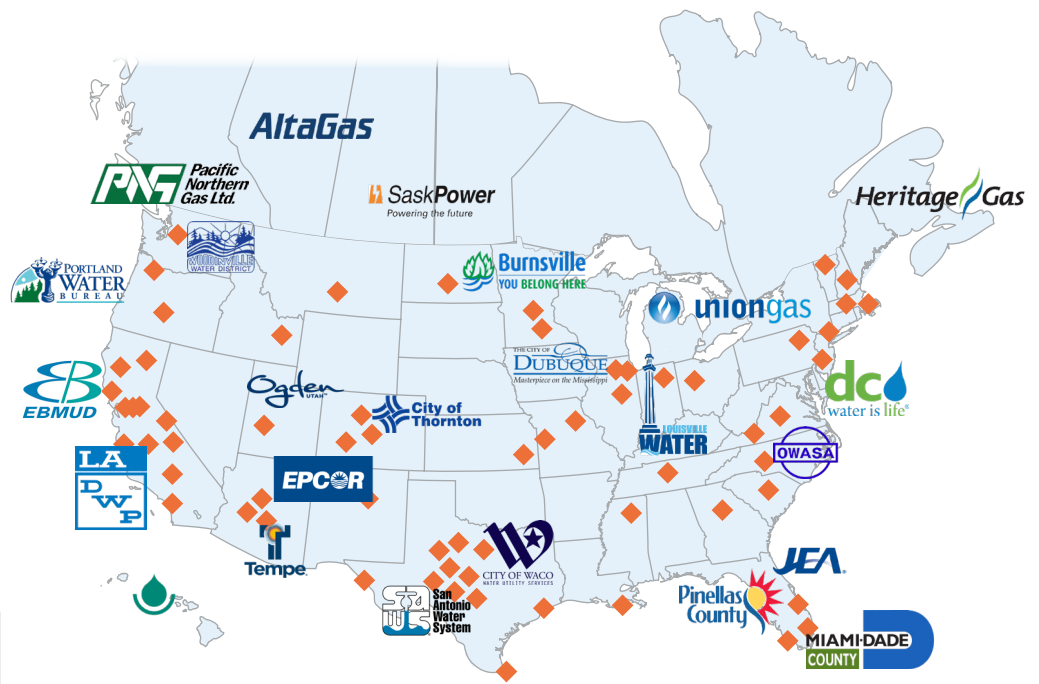 AltaGas
PNG Pacific
Northern
Gas Ltd.
SaskPower
Powering the future
Heritage Gas
WOODINVILLE
WATER DISTRICT
PORTLAND
WATER
BUREAU
Burnsville
YOU BELONG HERE
uniongas
THE CITY OF
DUBUQUE
Masterpiece on the Mississippi
EBMUD
Ogden
UTAH™
City of
Thornton
dc
water is life®
LOUISVILLE
WATER
OWASA
LA
DWP
EPCOR
Tempe
CITY OF WACO
WATER UTILITY SERVICES
JEA®
SAWS
San
Antonio
Water
System
Pinellas
County
MIAMI-DADE
COUNTY